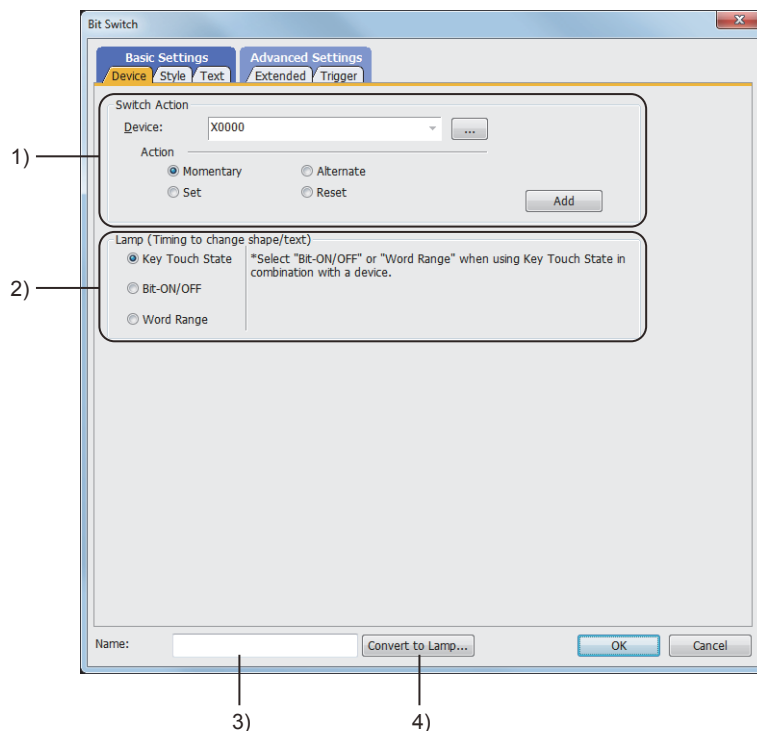 Bit Switch
Basic Settings
Advanced Settings
Device
Style
Text
Extended
Trigger
1)
Switch Action
Device:
X0000
...
Action
Momentary
Alternate
Set
Reset
Add
2)
Lamp (Timing to change shape/text)
Key Touch State
*Select "Bit-ON/OFF" or "Word Range" when using Key Touch State in
combination with a device.
Bit-ON/OFF
Word Range
Name:
Convert to Lamp...
OK
Cancel
3)
4)